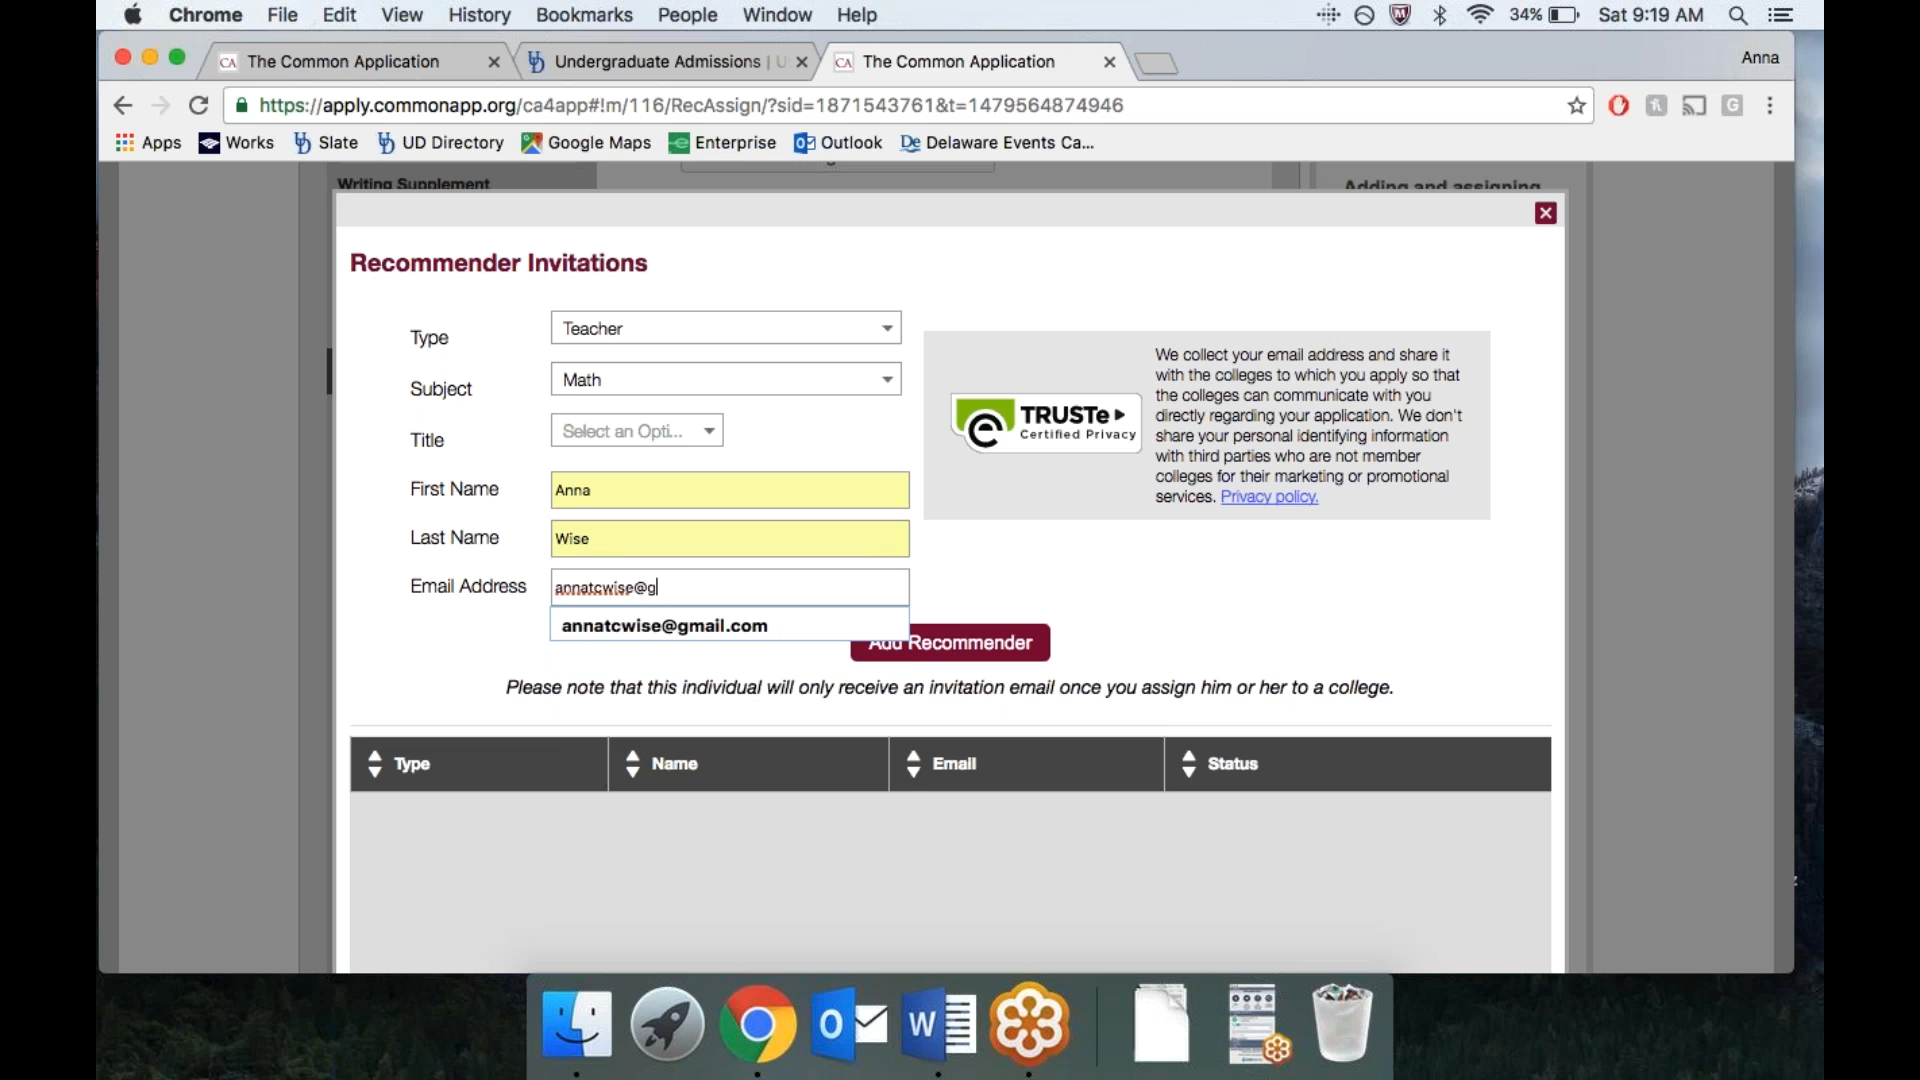 Chrome File Edit View History Bookmarks People Window Help 34% Sat 9:19 AM
The Common Application Undergraduate Admissions | U The Common Application Anna
https://apply.commonapp.org/ca4app#!m/116/RecAssign/?sid=1871543761&t=1479564874946
Apps Works Slate UD Directory Google Maps Enterprise Outlook Delaware Events Ca...
Writing Supplement Adding and assigning
Recommender Invitations
Type Teacher
Subject Math
Title Select an Opti...
First Name Anna
Last Name Wise
Email Address annatcwise@g
annatcwise@gmail.com
TRUSTe
Certified Privacy
We collect your email address and share it
with the colleges to which you apply so that
the colleges can communicate with you
directly regarding your application. We don't
share your personal identifying information
with third parties who are not member
colleges for their marketing or promotional
services. Privacy policy.
Add Recommender
Please note that this individual will only receive an invitation email once you assign him or her to a college.
Type Name Email Status